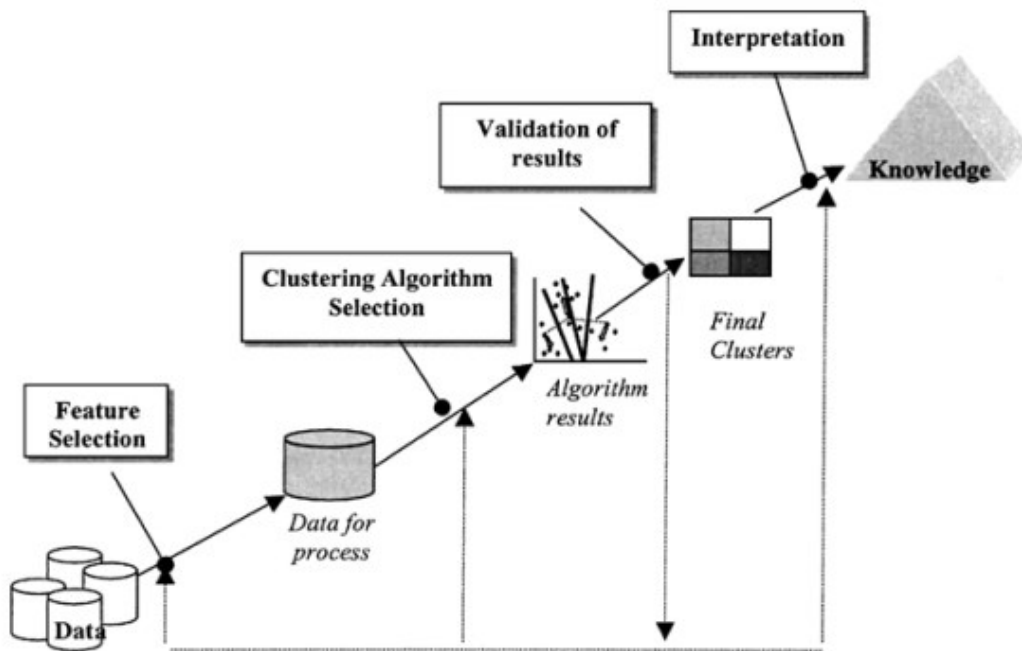 Interpretation
Validation of
results
Knowledge
Clustering Algorithm
Selection
Final
Clusters
Algorithm
results
Feature
Selection
Data for
process
Data